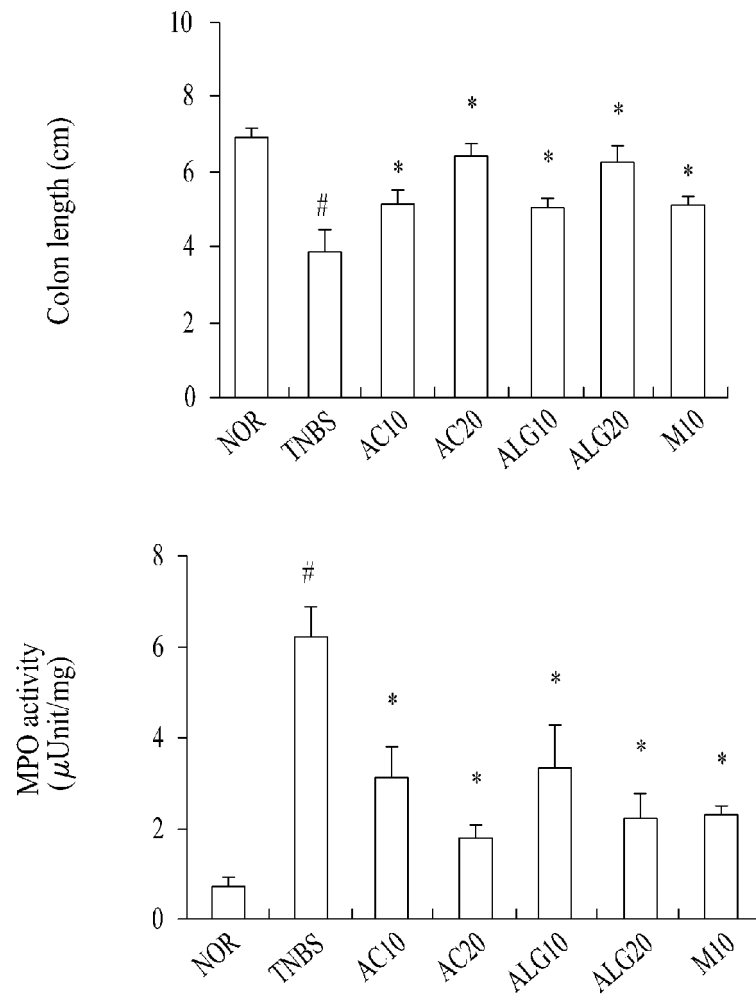 10
8
6
4
2
0
Colon length (cm)
#
*
*
*
*
*
NOR
TNBS
AC10
AC20
ALG10
ALG20
M10
8
6
4
2
0
MPO activity
(μUnit/mg)
#
*
*
*
*
*
NOR
TNBS
AC10
AC20
ALG10
ALG20
M10